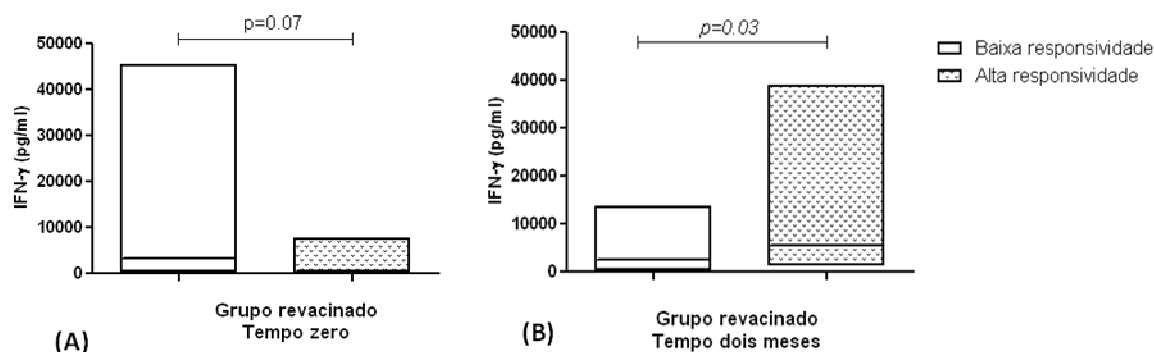 p=0.07
50000
40000
30000
20000
10000
0
IFN-γ (pg/ml)
Grupo revacinado
Tempo zero
(A)
p=0.03
50000
40000
30000
20000
10000
0
IFN-γ (pg/ml)
Grupo revacinado
Tempo dois meses
(B)
Baixa responsividade
Alta responsividade